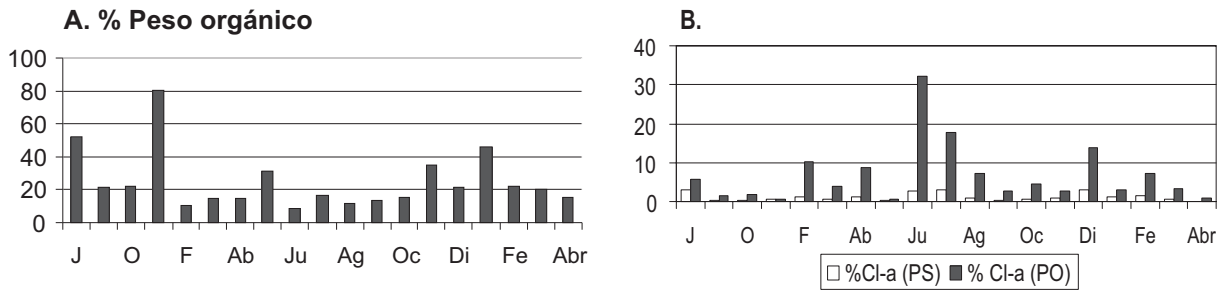 A. % Peso orgánico
100
80
60
40
20
0
J O F Ab Ju Ag Oc Di Fe Abr
B.
40
30
20
10
0
J O F Ab Ju Ag Oc Di Fe Abr
%Cl-a (PS) % Cl-a (PO)